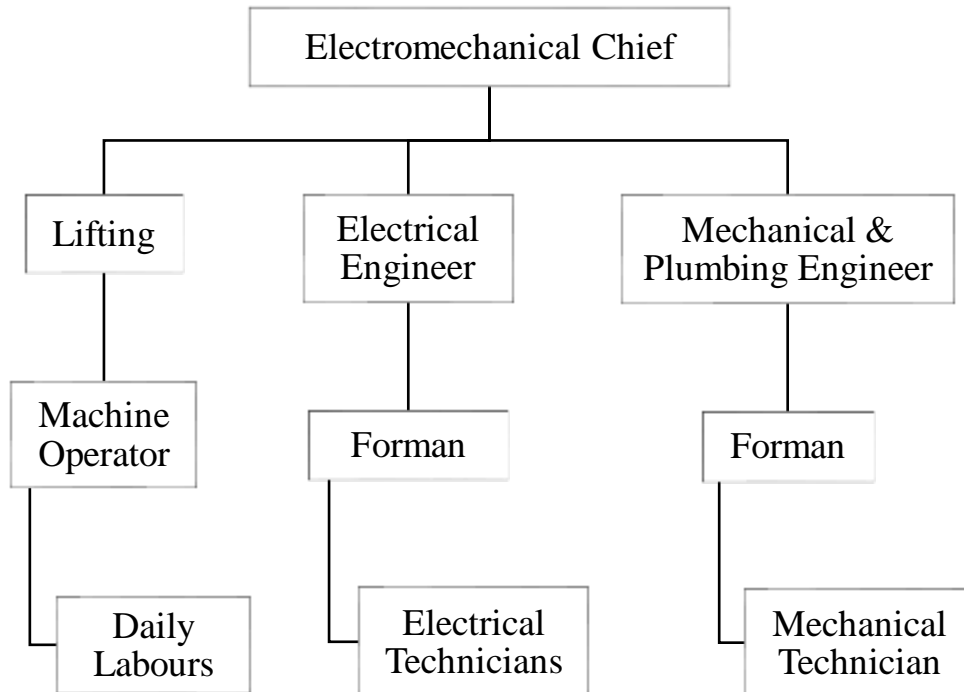 Electromechanical Chief
Lifting
Electrical
Engineer
Mechanical &
Plumbing Engineer
Machine
Operator
Forman
Forman
Daily
Labours
Electrical
Technicians
Mechanical
Technician